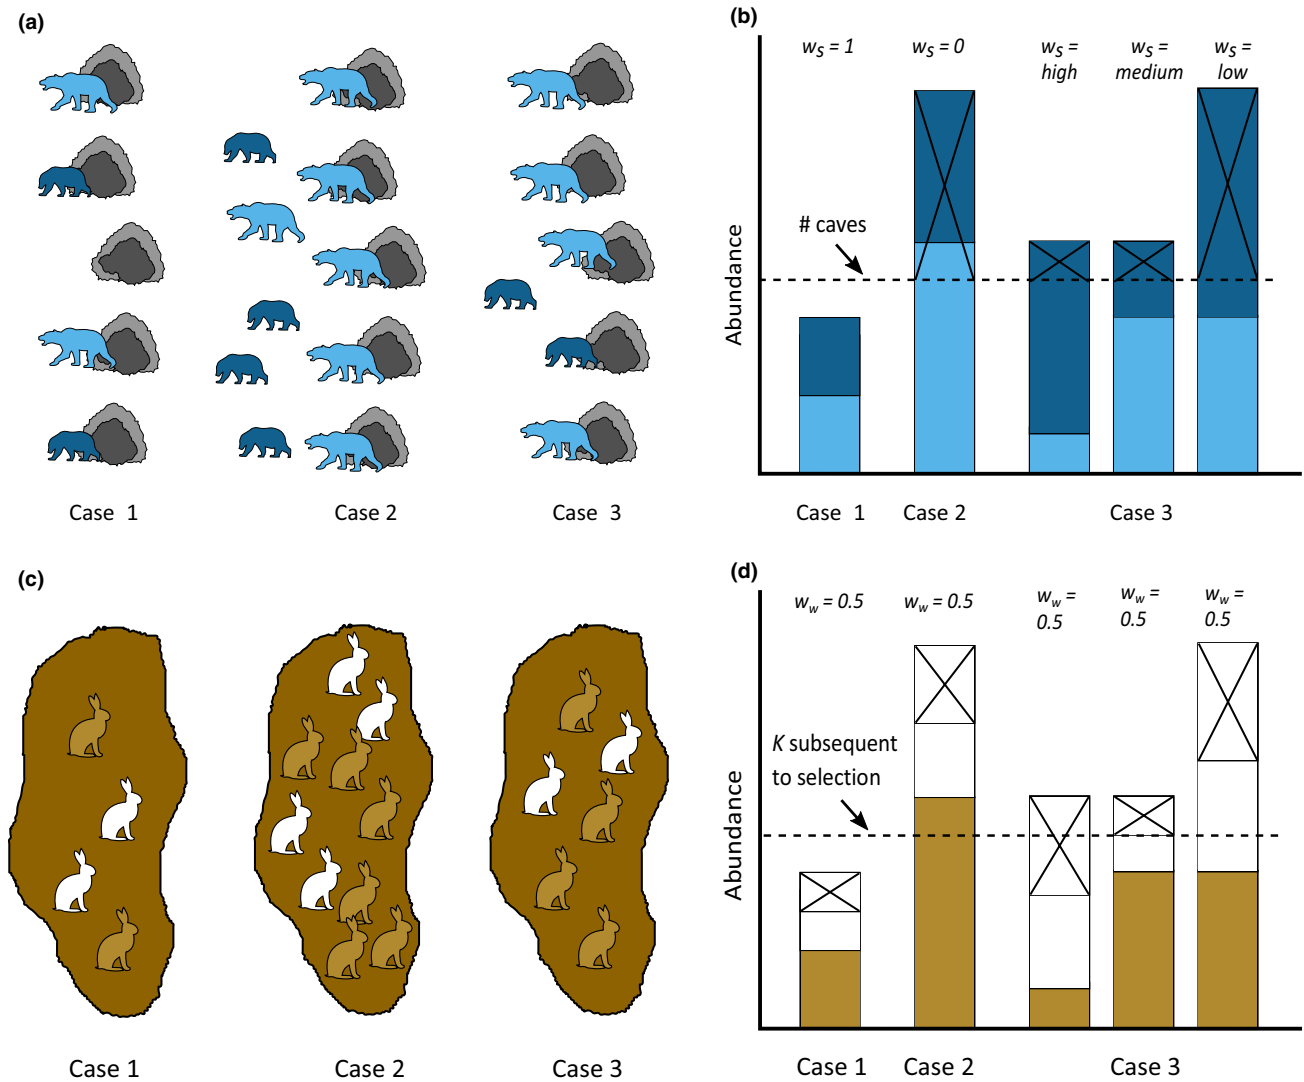 (a)
Case 1
Case 2
Case 3
(b)
w_S = 1
w_S = 0
w_S =
high
w_S =
medium
w_S =
low
# caves
Abundance
Case 1
Case 2
Case 3
(c)
Case 1
Case 2
Case 3
(d)
w_w = 0.5
w_w = 0.5
w_w =
0.5
w_w =
0.5
w_w =
0.5
K subsequent
to selection
Abundance
Case 1
Case 2
Case 3